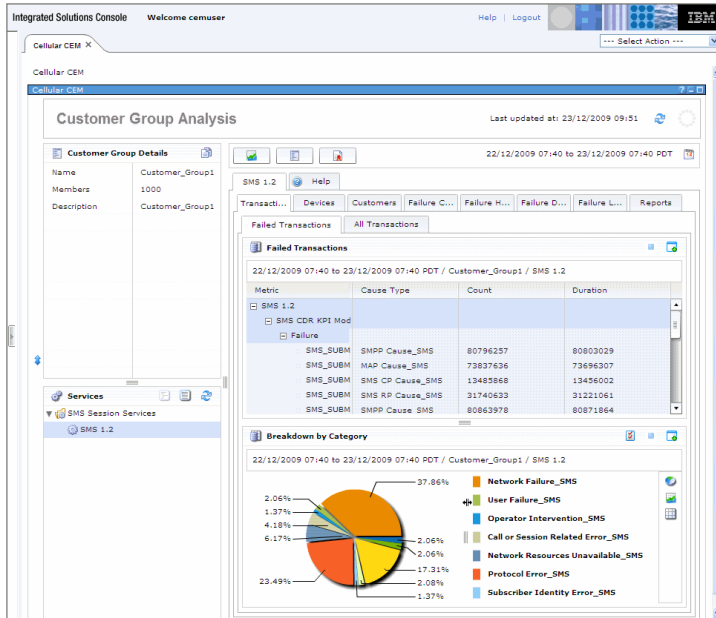 Integrated Solutions Console Welcome cemuser Help | Logout IBM
Cellular CEM X --- Select Action ---
Cellular CEM
Cellular CEM
Customer Group Analysis Last updated at: 23/12/2009 09:51
Customer Group Details 22/12/2009 07:40 to 23/12/2009 07:40 PDT
Name Customer_Group1
Members 1000
Description Customer_Group1
SMS 1.2 Help
Transacti... Devices Customers Failure C... Failure H... Failure D... Failure L... Reports
Failed Transactions All Transactions
Failed Transactions
22/12/2009 07:40 to 23/12/2009 07:40 PDT / Customer_Group1 / SMS 1.2
Metric Cause Type Count Duration
SMS 1.2
SMS CDR KPI Mod
Failure
SMS_SUBM SMPP Cause_SMS 80796257 80803029
SMS_SUBM MAP Cause_SMS 73837636 73696307
SMS_SUBM SMS CP Cause_SMS 13485868 13456002
SMS_SUBM SMS RP Cause_SMS 31740633 31221061
SMS_SUBM SMPP Cause SMS 80863978 80871864
Services
SMS Session Services
SMS 1.2
Breakdown by Category
22/12/2009 07:40 to 23/12/2009 07:40 PDT / Customer_Group1 / SMS 1.2
37.86%
2.06%
1.37%
4.18%
6.17%
23.49%
2.06%
2.06%
17.31%
2.08%
1.37%
Network Failure_SMS
User Failure_SMS
Operator Intervention_SMS
Call or Session Related Error_SMS
Network Resources Unavailable_SMS
Protocol Error_SMS
Subscriber Identity Error_SMS